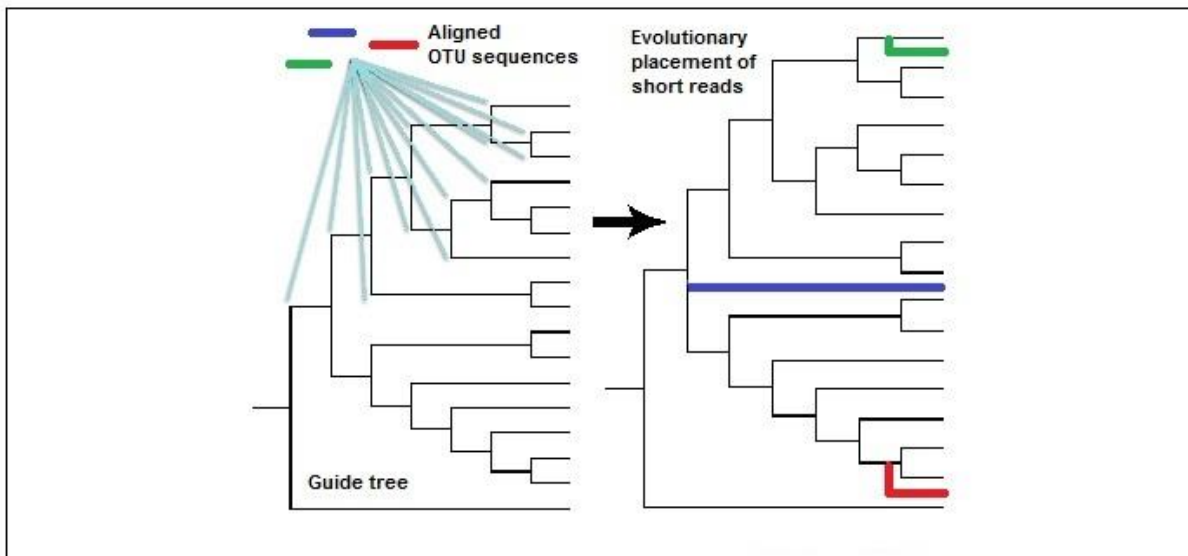 Aligned
OTU sequences
Evolutionary
placement of
short reads
Guide tree